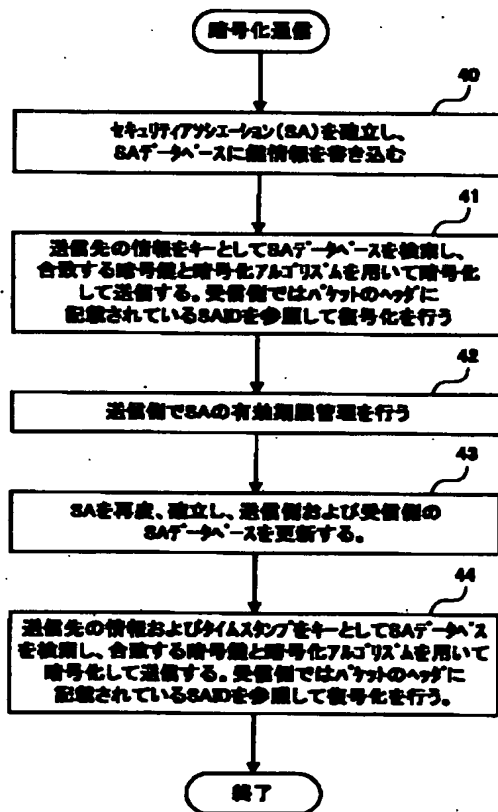 暗号化通信
40
セキュリティアソシエーション(SA)を確立し、
SAデータベースに鍵情報を書き込む
41
送信先の情報をキーとしてSAデータベースを検索し、
合致する暗号鍵と暗号化アルゴリズムを用いて暗号化
して送信する。受信側ではパケットのヘッダに
記載されているSAIDを参照して復号化を行う
42
送信側でSAの有効期限管理を行う
43
SAを再度、確立し、送信側および受信側の
SAデータベースを更新する。
44
送信先の情報およびタイムスタンプをキーとしてSAデータベース
を検索し、合致する暗号鍵と暗号化アルゴリズムを用いて
暗号化して送信する。受信側ではパケットのヘッダに
記載されているSAIDを参照して復号化を行う。
終了